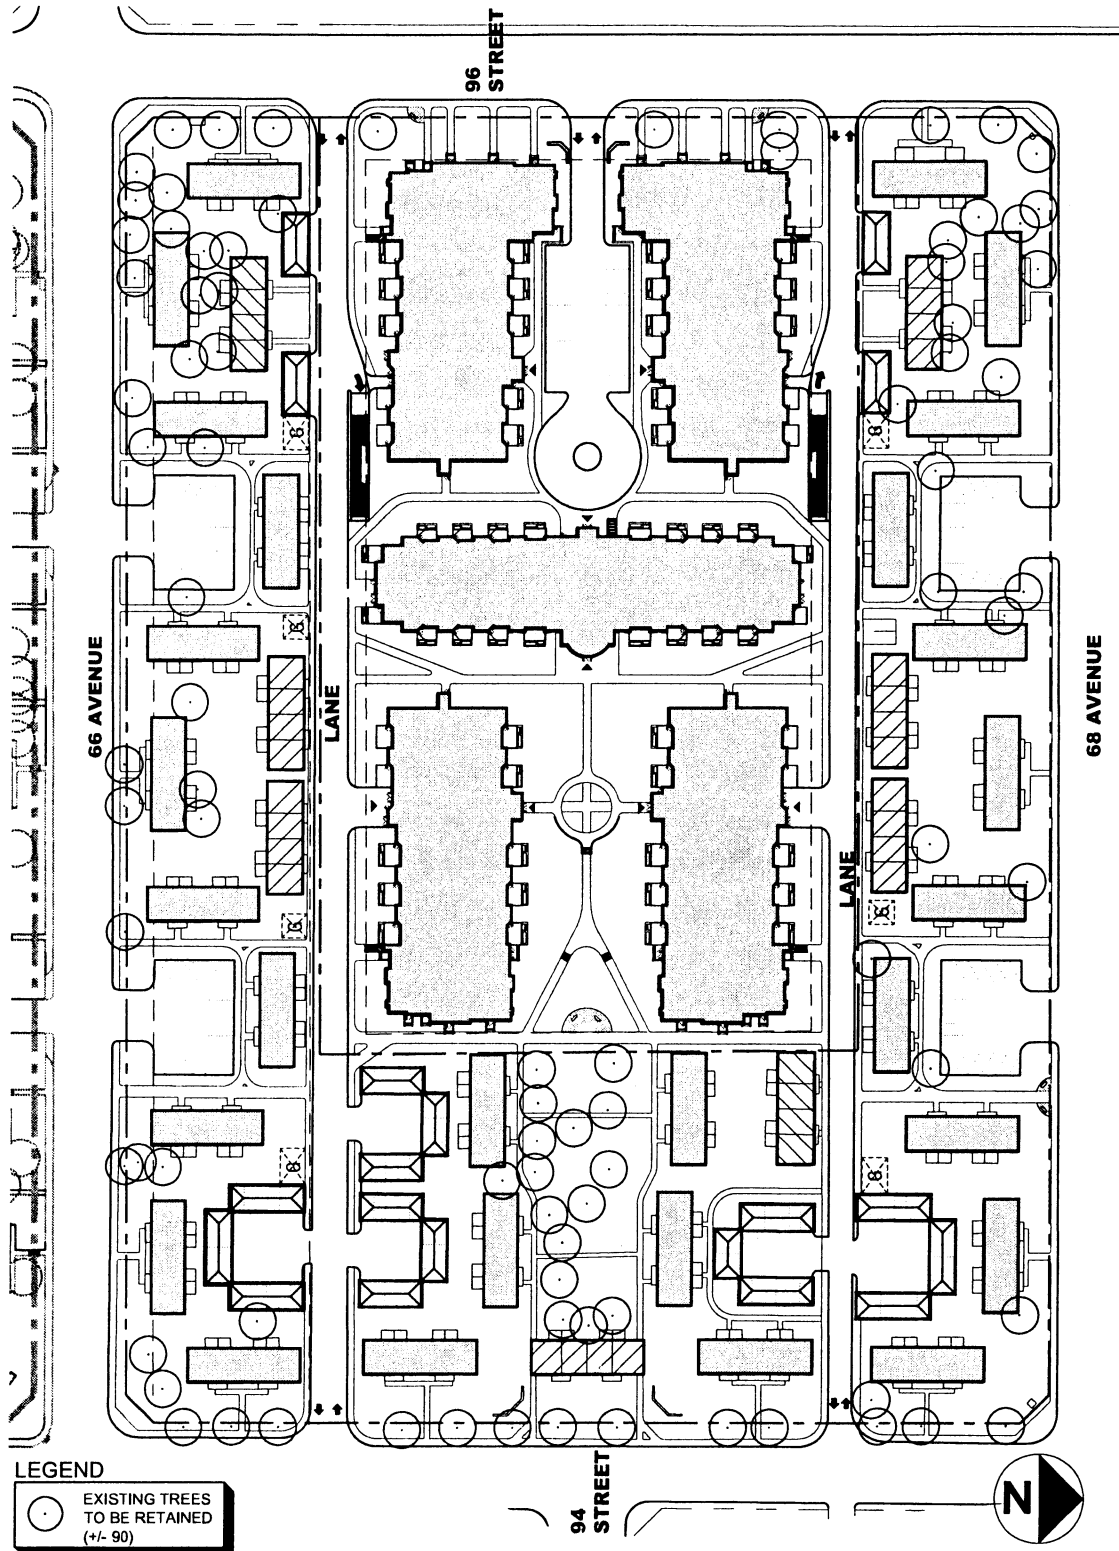 96
STREET
66 AVENUE
LANE
68 AVENUE
LANE
G
G
G
G
G
G
G
G
LEGEND
EXISTING TREES
TO BE RETAINED
(+/- 90)
94
STREET
N